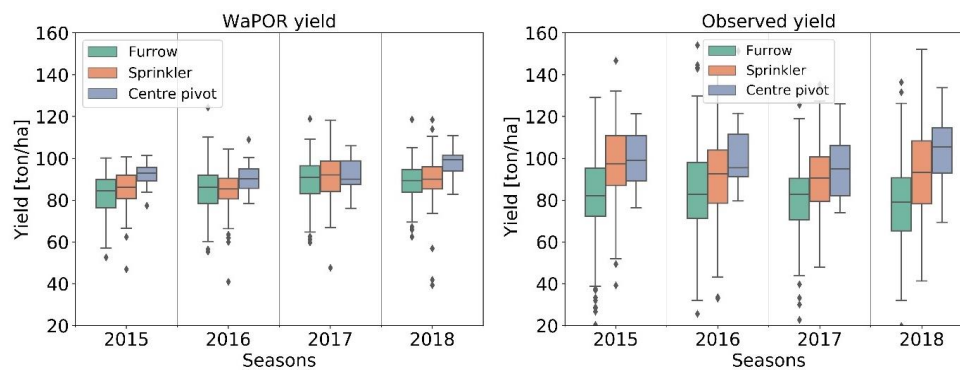 WaPOR yield
160
140
120
100
80
60
40
20
Yield [ton/ha]
Furrow
Sprinkler
Centre pivot
2015
2016
2017
2018
Seasons
Observed yield
160
140
120
100
80
60
40
20
Yield [ton/ha]
Furrow
Sprinkler
Centre pivot
2015
2016
2017
2018
Seasons